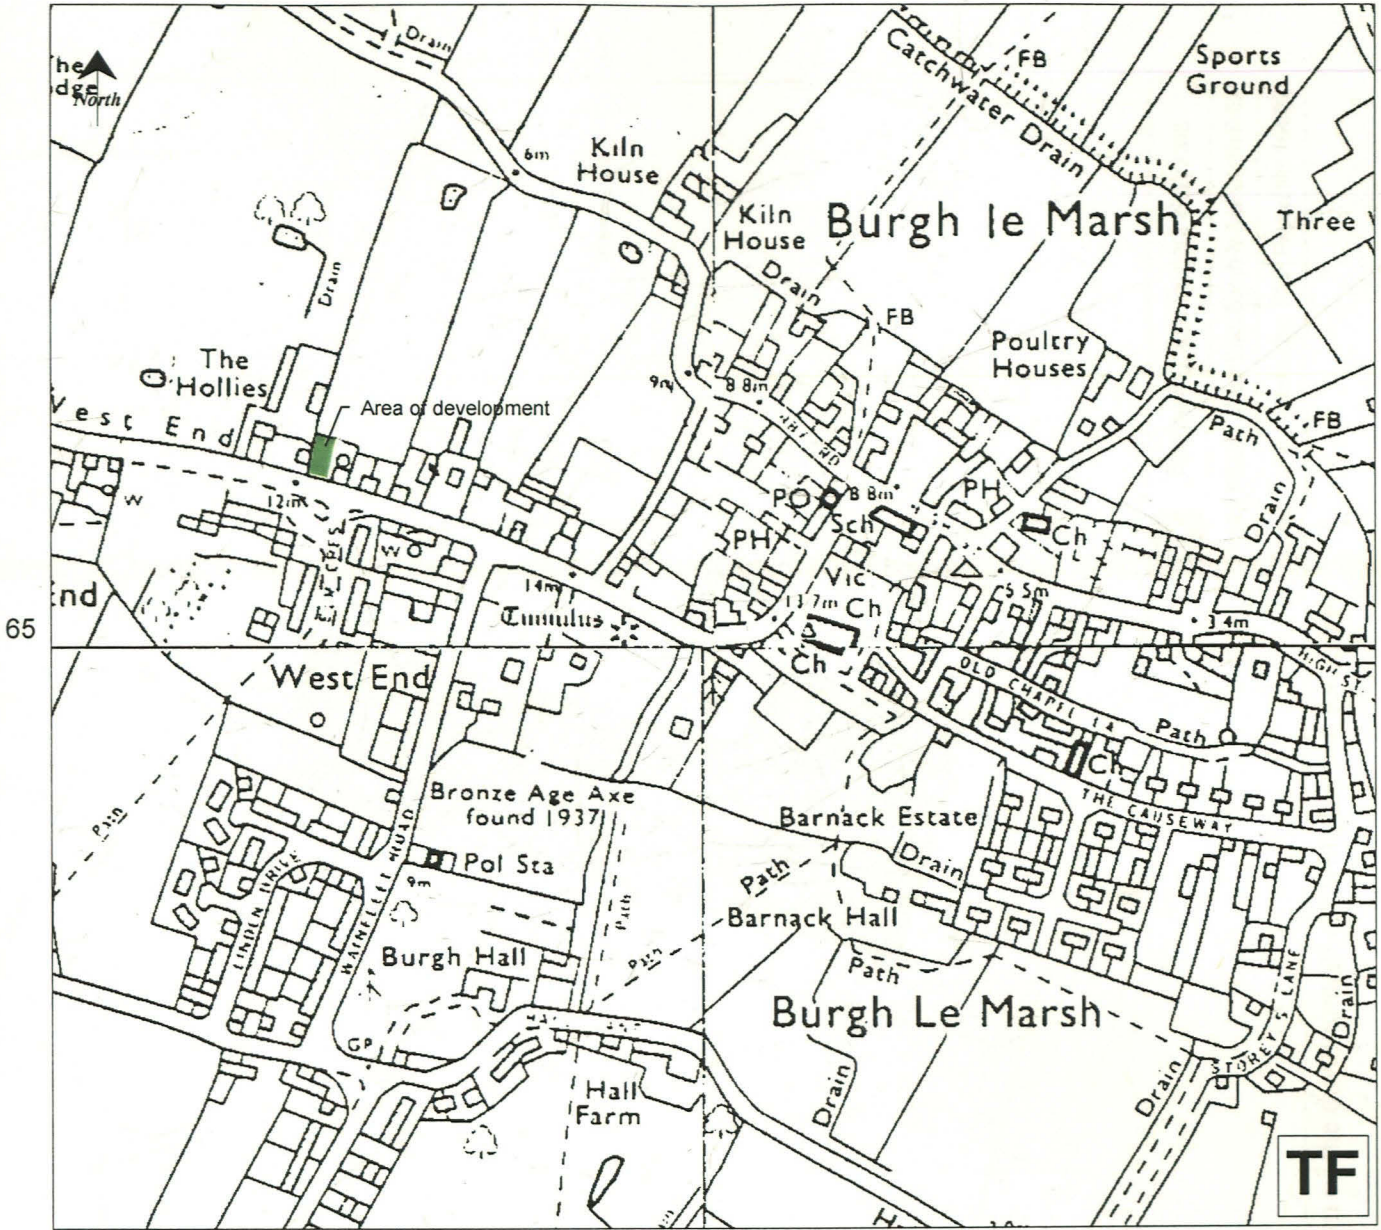 Drain
North
6m
Kiln
House
Catchwater Drain
FB
Sports
Ground
Kiln
House
Burgh le Marsh
Three
Drain
Drain
FB
Poultry
Houses
The
Hollies
9m
8 8m
FB
Path
Area of development
West End
RD
Drain
12m
W
PO
8 8m
PH
Sch
Ch
PH
W
Vic
14m
13 7m
Ch
5 5m
End
Tumulus
3 4m
65
Ch
HIGH ST
West End
OLD CHAPEL LA
Path
Ch
Bronze Age Axe
found 1937
THE CAUSEWAY
Barnack Estate
Path
Pol Sta
Drain
Path
LINDEN DRIVE
WAINFLEET ROAD
9m
Path
Barnack Hall
Burgh Hall
Path
Path
STOREY'S LANE
Drain
Burgh Le Marsh
GP
Hall
Farm
Drain
Drain
TF